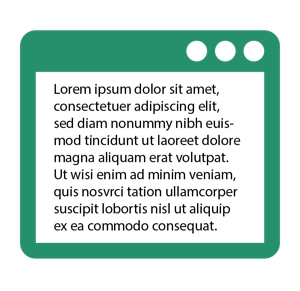 Lorem ipsum dolor sit amet,
consectetuer adipiscing elit,
sed diam nonummy nibh euis-
mod tincidunt ut laoreet dolore
magna aliquam erat volutpat.
Ut wisi enim ad minim veniam,
quis nosvrci tation ullamcorper
suscipit lobortis nisl ut aliquip
ex ea commodo consequat.